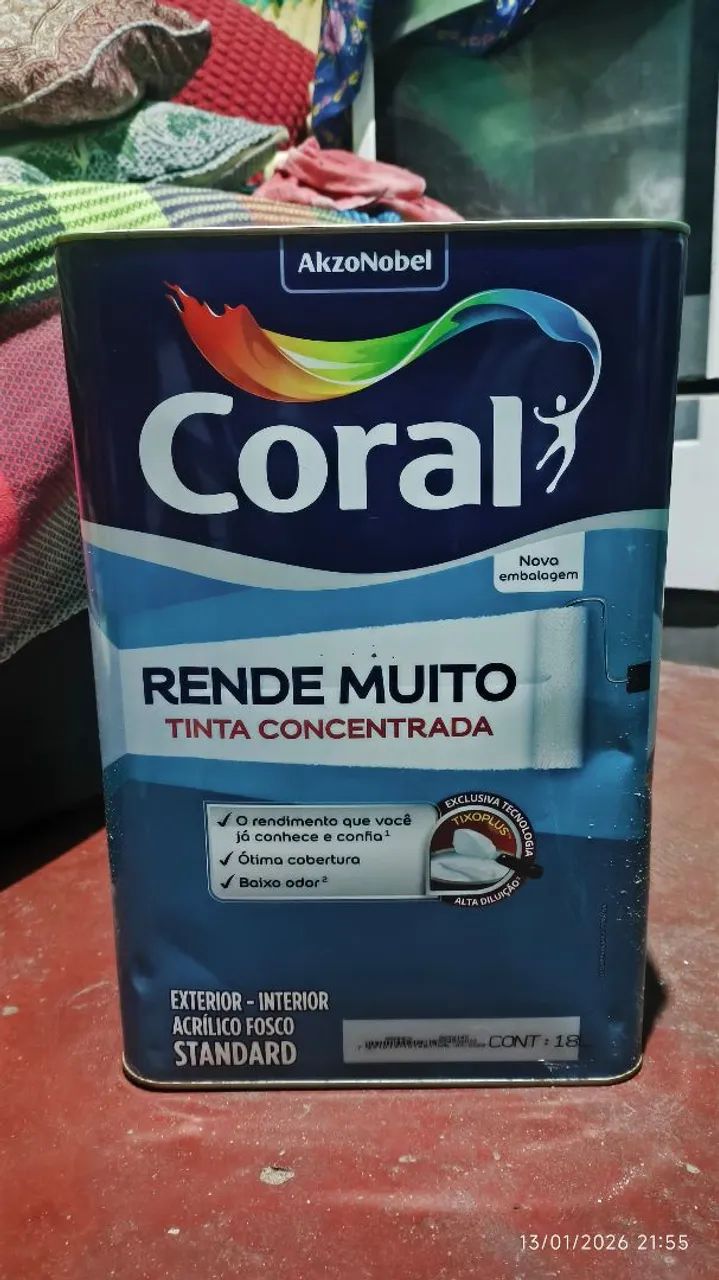 AkzoNobel
Coral
Nova
embalagem
RENDE MUITO
TINTA CONCENTRADA
✓ O rendimento que você
já conhece e confia¹
✓ Ótima cobertura
✓ Baixo odor²
EXCLUSIVA TECNOLOGIA
TIXOPLUS
ALTA DILUIÇÃO
EXTERIOR - INTERIOR
ACRÍLICO FOSCO
STANDARD
CONT: 18L
13/01/2026 21:55